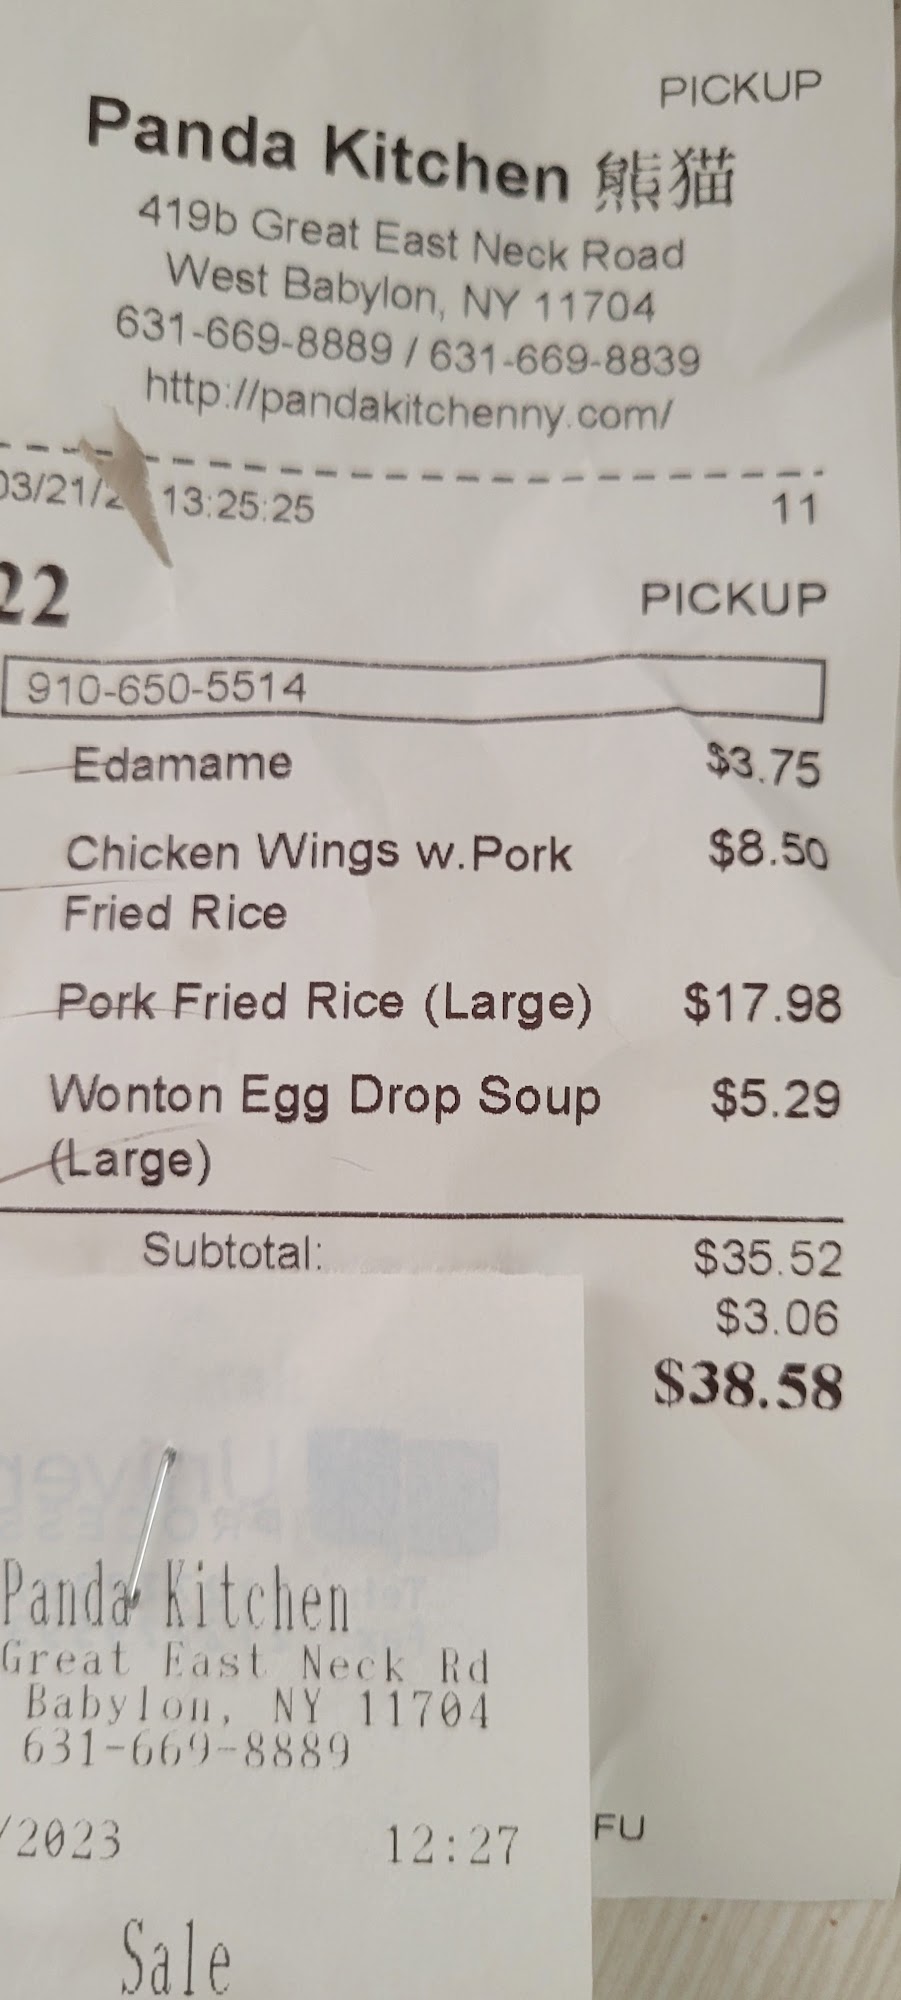 PICKUP
Panda Kitchen 熊猫
419b Great East Neck Road
West Babylon, NY 11704
631-669-8889 / 631-669-8839
http://pandakitchenny.com/
03/21/2 13:25:25 11
22 PICKUP
910-650-5514
Edamame $3.75
Chicken Wings w.Pork $8.50
Fried Rice
Pork Fried Rice (Large) $17.98
Wonton Egg Drop Soup $5.29
(Large)
Subtotal: $35.52
$3.06
$38.58
Panda Kitchen
Great East Neck Rd
Babylon, NY 11704
631-669-8889
/2023 12:27
FU
Sale